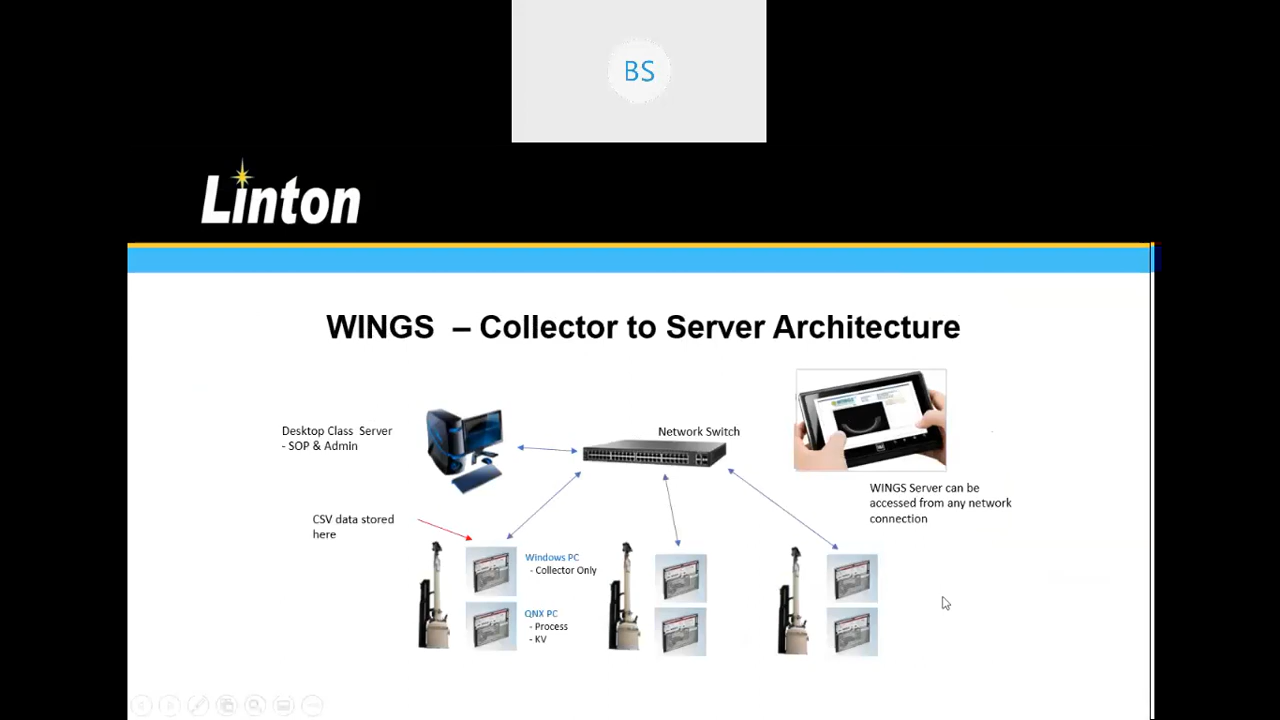 BS
Linton
WINGS – Collector to Server Architecture
Desktop Class Server
- SOP & Admin
Network Switch
WINGS Server can be
accessed from any network
connection
CSV data stored
here
Windows PC
- Collector Only
QNX PC
- Process
- KV